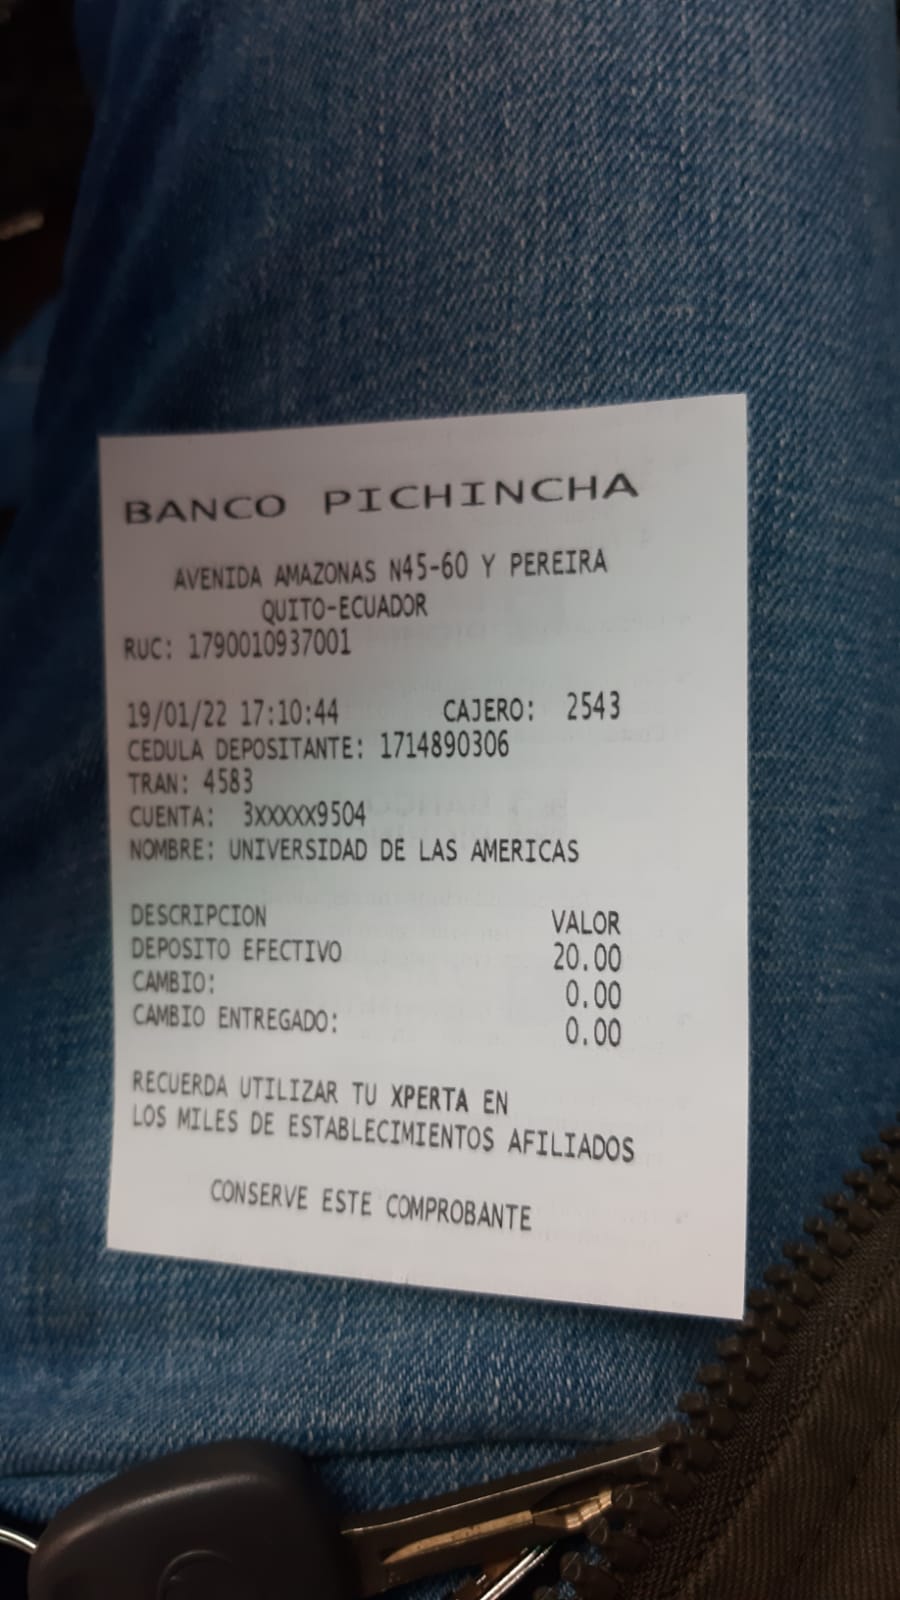 BANCO PICHINCHA
AVENIDA AMAZONAS N45-60 Y PEREIRA
QUITO-ECUADOR
RUC: 1790010937001
19/01/22 17:10:44 CAJERO: 2543
CEDULA DEPOSITANTE: 1714890306
TRAN: 4583
CUENTA: 3XXXXX9504
NOMBRE: UNIVERSIDAD DE LAS AMERICAS
DESCRIPCION VALOR
DEPOSITO EFECTIVO 20.00
CAMBIO: 0.00
CAMBIO ENTREGADO: 0.00
RECUERDA UTILIZAR TU XPERTA EN
LOS MILES DE ESTABLECIMIENTOS AFILIADOS
CONSERVE ESTE COMPROBANTE